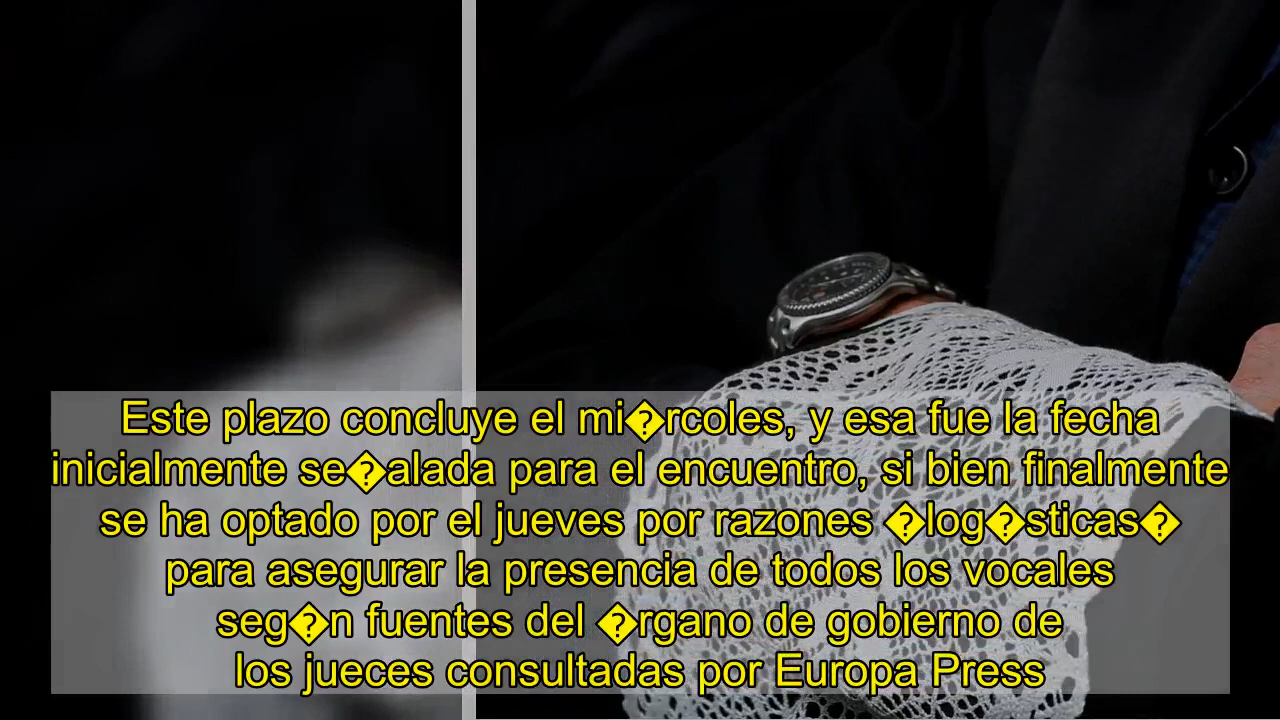 Este plazo concluye el mi�rcoles, y esa fue la fecha
inicialmente se�alada para el encuentro, si bien finalmente
se ha optado por el jueves por razones �log�sticas�
para asegurar la presencia de todos los vocales
seg�n fuentes del �rgano de gobierno de
los jueces consultadas por Europa Press